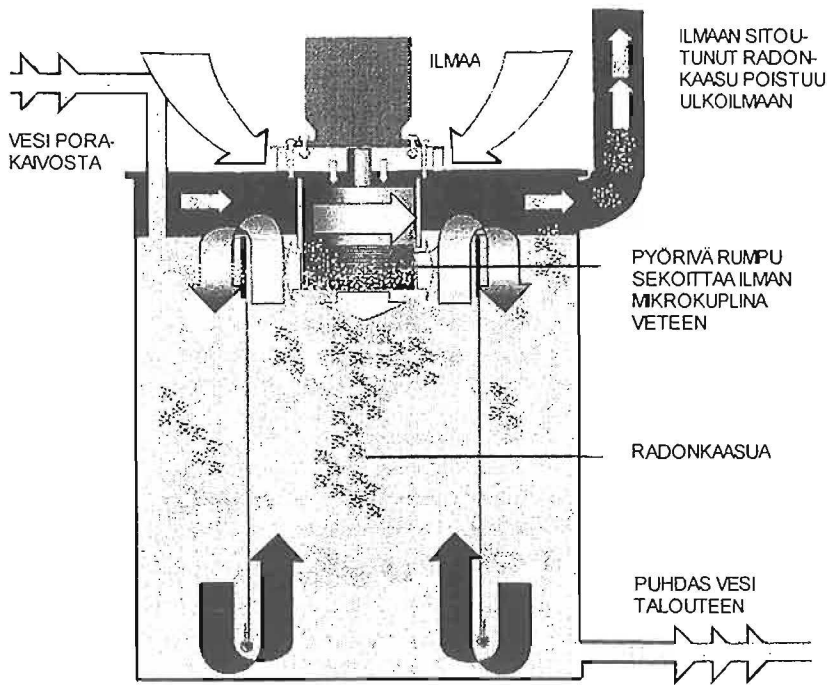 ILMAAN SITOU-
TUNUT RADON-
KAASU POISTUU
ULKOILMAAN
ILMAA
VESI PORA-
KAIVOSTA
PYÖRIVÄ RUMPU
SEKOITTAA ILMAN
MIKROKUPLINA
VETEEN
RADONKAASUA
PUHDAS VESI
TALOUTEEN